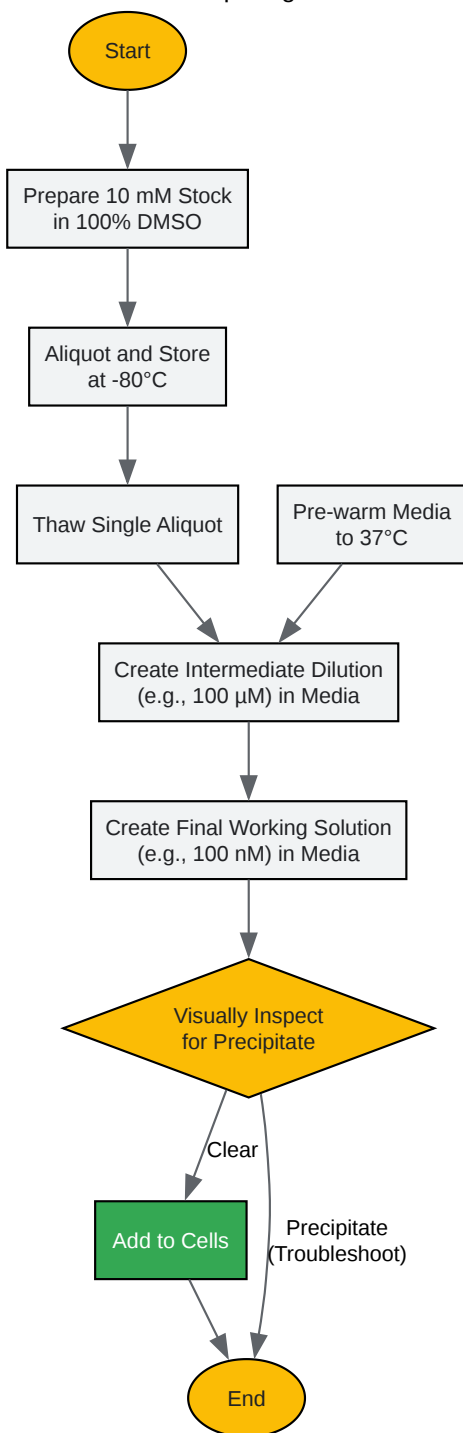 Start
Prepare 10 mM Stock
in 100% DMSO
Aliquot and Store
at -80°C
Thaw Single Aliquot
Pre-warm Media
to 37°C
Create Intermediate Dilution
(e.g., 100 µM) in Media
Create Final Working Solution
(e.g., 100 nM) in Media
Visually Inspect
for Precipitate
Clear
Add to Cells
Precipitate
(Troubleshoot)
End